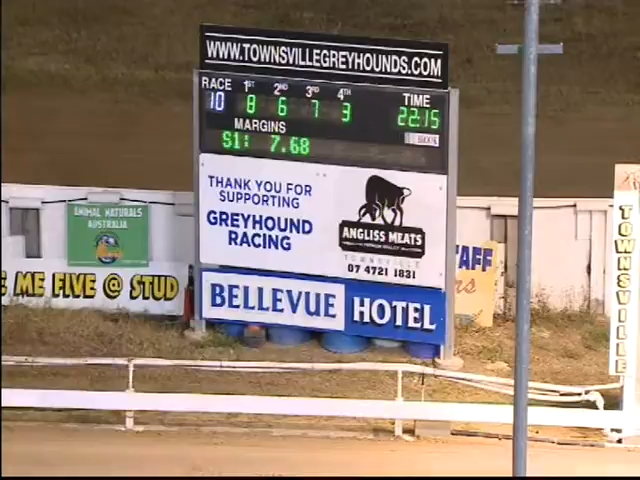 WWW.TOWNSVILLEGREYHOUNDS.COM
RACE 1ST 2ND 3RD 4TH TIME
10 8 6 7 3 22:15
MARGINS
S1: 7.68
THANK YOU FOR
SUPPORTING
GREYHOUND
RACING
ANGLISS MEATS
TOWNSVILLE
07 4721 1831
BELLEVUE HOTEL
ANIMAL NATURALS
AUSTRALIA
E ME FIVE @ STUD
STAFF
TOWNSVILLE